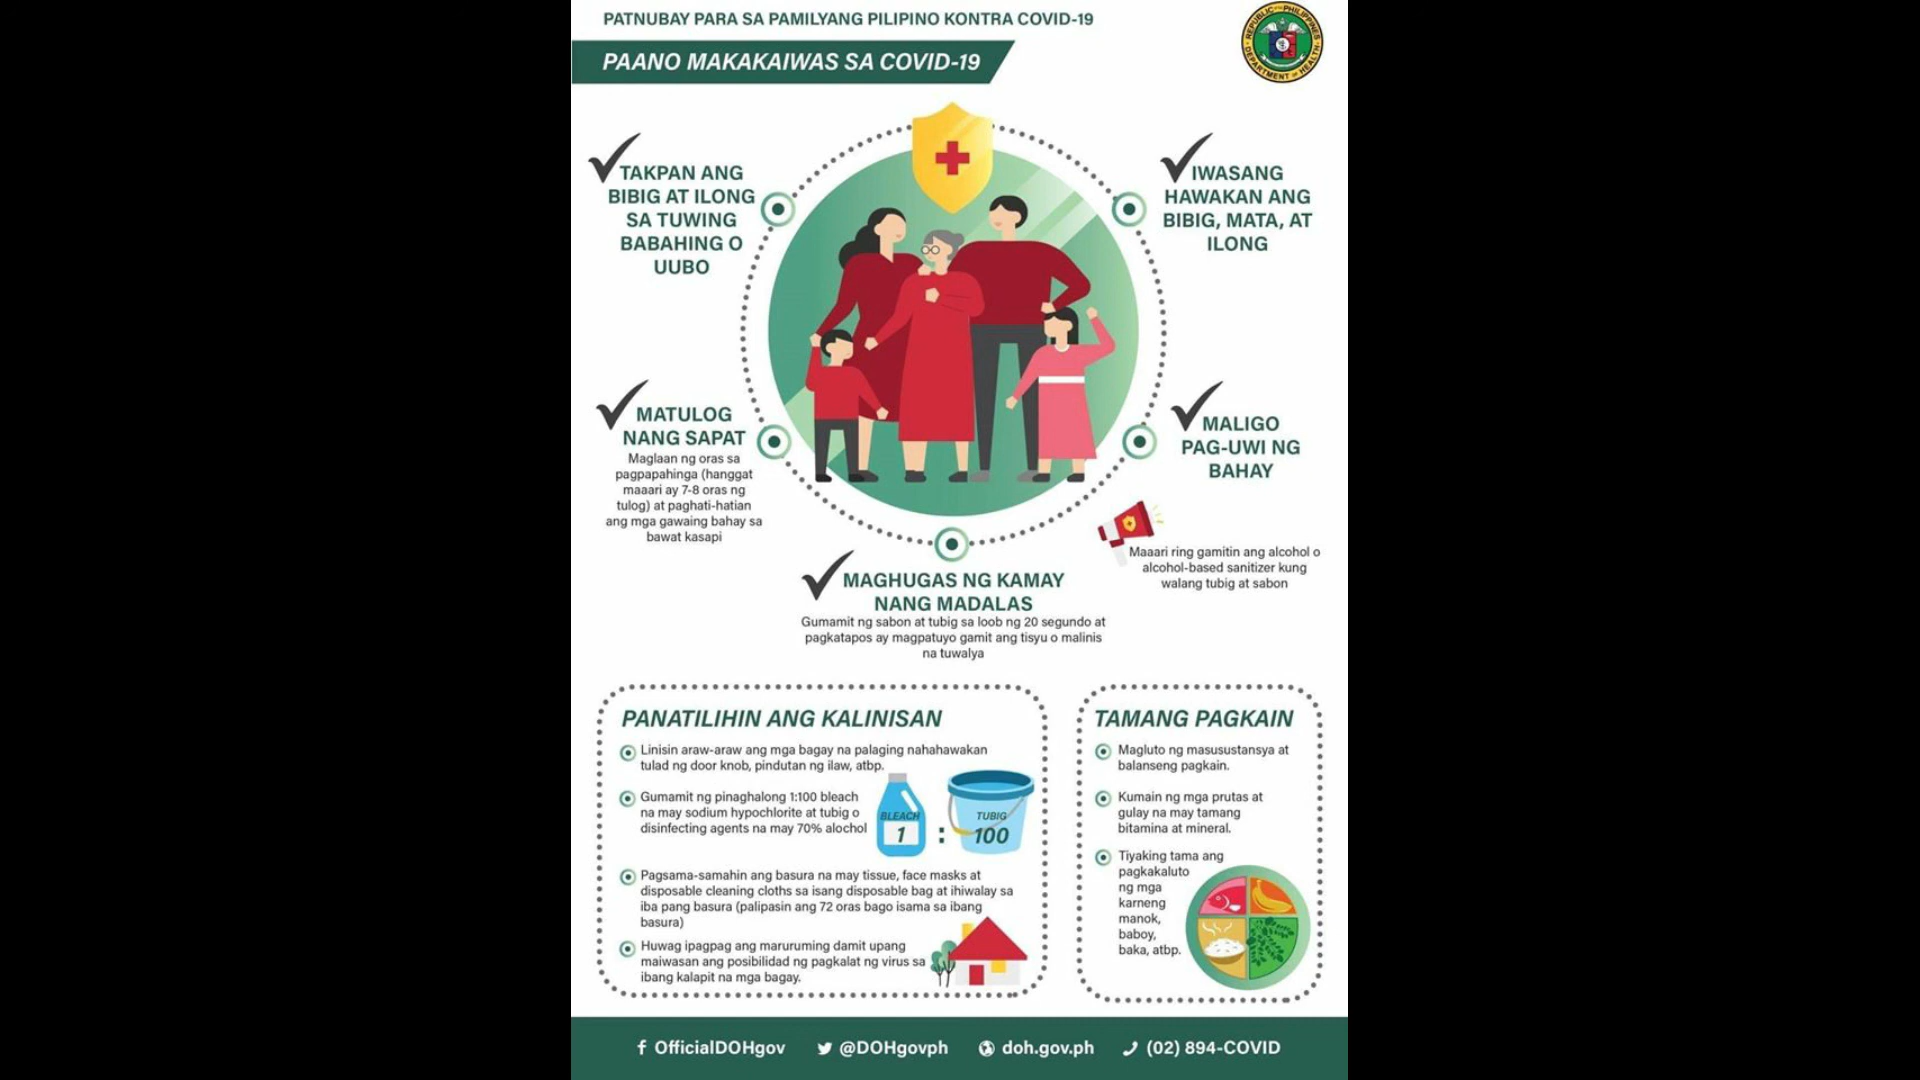 PATNUBAY PARA SA PAMILYANG PILIPINO KONTRA COVID-19
PAANO MAKAKAIWAS SA COVID-19
REPUBLIC OF THE PHILIPPINES
DEPARTMENT OF HEALTH
TAKPAN ANG
BIBIG AT ILONG
SA TUWING
BABAHING O
UUBO
IWASANG
HAWAKAN ANG
BIBIG, MATA, AT
ILONG
MATULOG
NANG SAPAT
Maglaan ng oras sa
pagpapahinga (hanggat
maaari ay 7-8 oras ng
tulog) at paghati-hatian
ang mga gawaing bahay sa
bawat kasapi
MALIGO
PAG-UWI NG
BAHAY
MAGHUGAS NG KAMAY
NANG MADALAS
Gumamit ng sabon at tubig sa loob ng 20 segundo at
pagkatapos ay magpatuyo gamit ang tisyu o malinis
na tuwalya
Maaari ring gamitin ang alcohol o
alcohol-based sanitizer kung
walang tubig at sabon
PANATILIHIN ANG KALINISAN
Linisin araw-araw ang mga bagay na palaging nahahawakan
tulad ng door knob, pindutan ng ilaw, atbp.
Gumamit ng pinaghalong 1:100 bleach
na may sodium hypochlorite at tubig o
disinfecting agents na may 70% alochol
BLEACH
1
:
TUBIG
100
Pagsama-samahin ang basura na may tissue, face masks at
disposable cleaning cloths sa isang disposable bag at ihiwalay sa
iba pang basura (palipasin ang 72 oras bago isama sa ibang
basura)
Huwag ipagpag ang maruruming damit upang
maiwasan ang posibilidad ng pagkalat ng virus sa
ibang kalapit na mga bagay.
TAMANG PAGKAIN
Magluto ng masusustansya at
balanseng pagkain.
Kumain ng mga prutas at
gulay na may tamang
bitamina at mineral.
Tiyaking tama ang
pagkakaluto
ng mga
karneng
manok,
baboy,
baka, atbp.
OfficialDOHgov @DOHgovph doh.gov.ph (02) 894-COVID